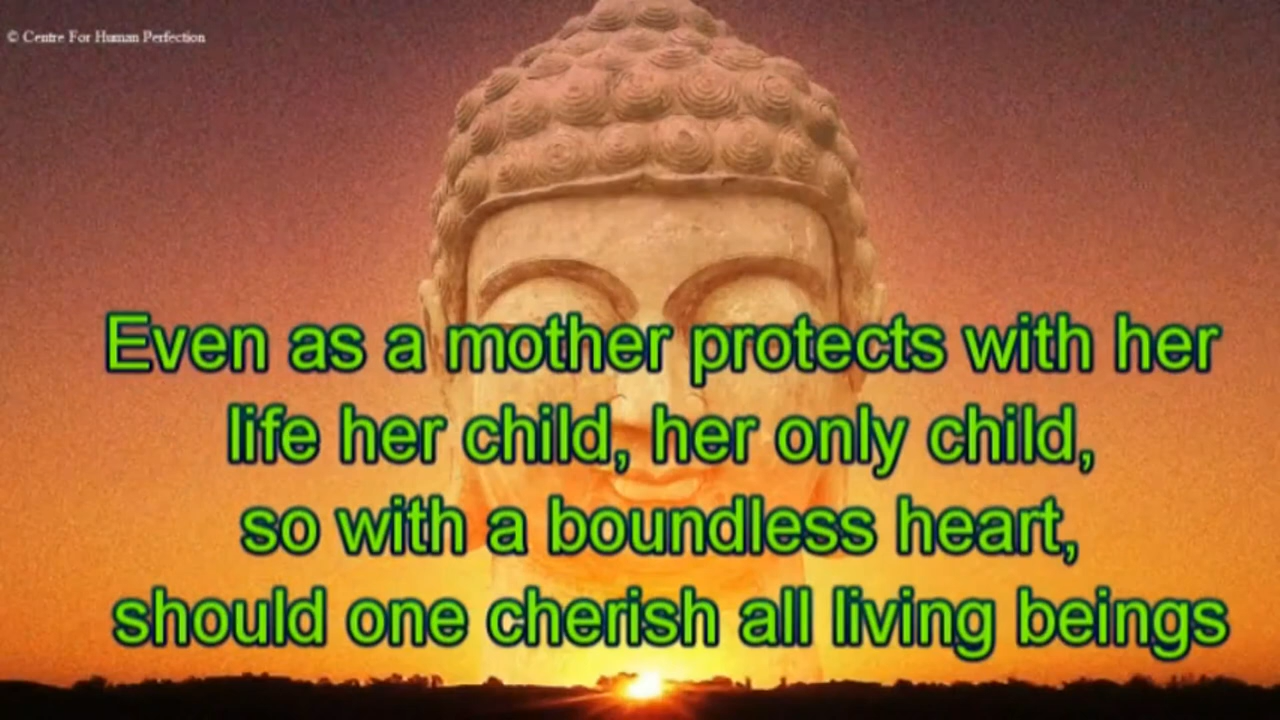 © Centre For Human Perfection
Even as a mother protects with her
life her child, her only child,
so with a boundless heart,
should one cherish all living beings